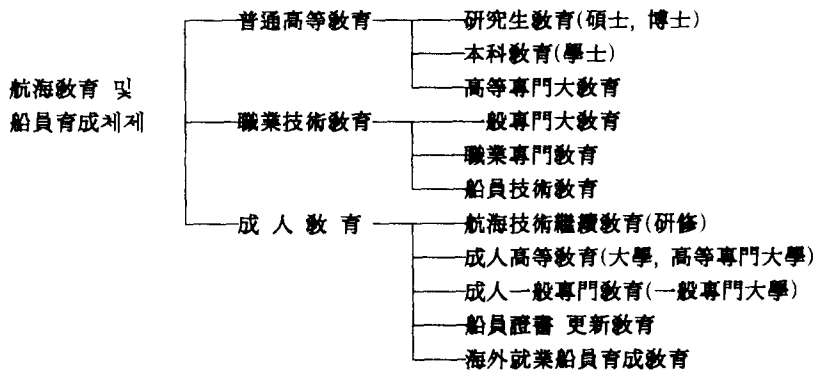 普通高等敎育
硏究生敎育(碩士, 博士)
本科敎育(學士)
高等專門大敎育
航海敎育 및
船員育成체제
職業技術敎育
一般專門大敎育
職業專門敎育
船員技術敎育
成人敎育
航海技術繼續敎育(硏修)
成人高等敎育(大學, 高等專門大學)
成人一般專門敎育(一般專門大學)
船員證書 更新敎育
海外就業船員育成敎育